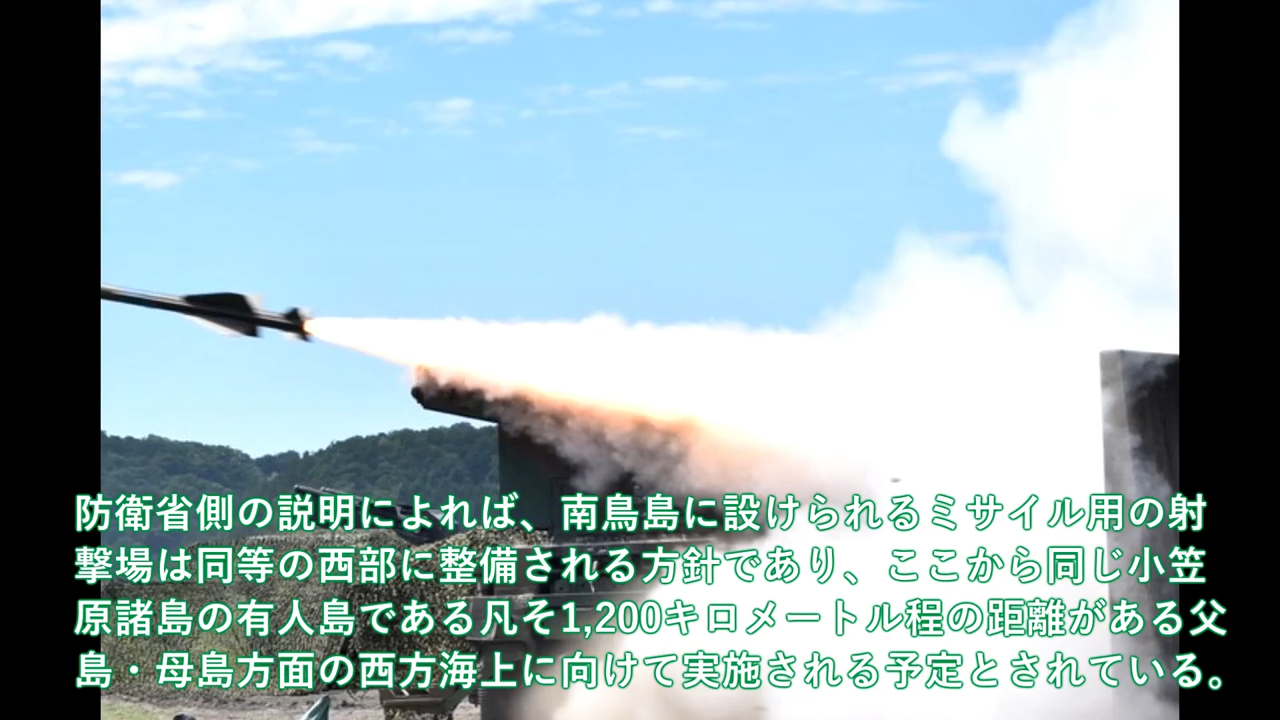 防衛省側の説明によれば、南鳥島に設けられるミサイル用の射
撃場は同等の西部に整備される方針であり、ここから同じ小笠
原諸島の有人島である凡そ1,200キロメートル程の距離がある父
島・母島方面の西方海上に向けて実施される予定とされている。